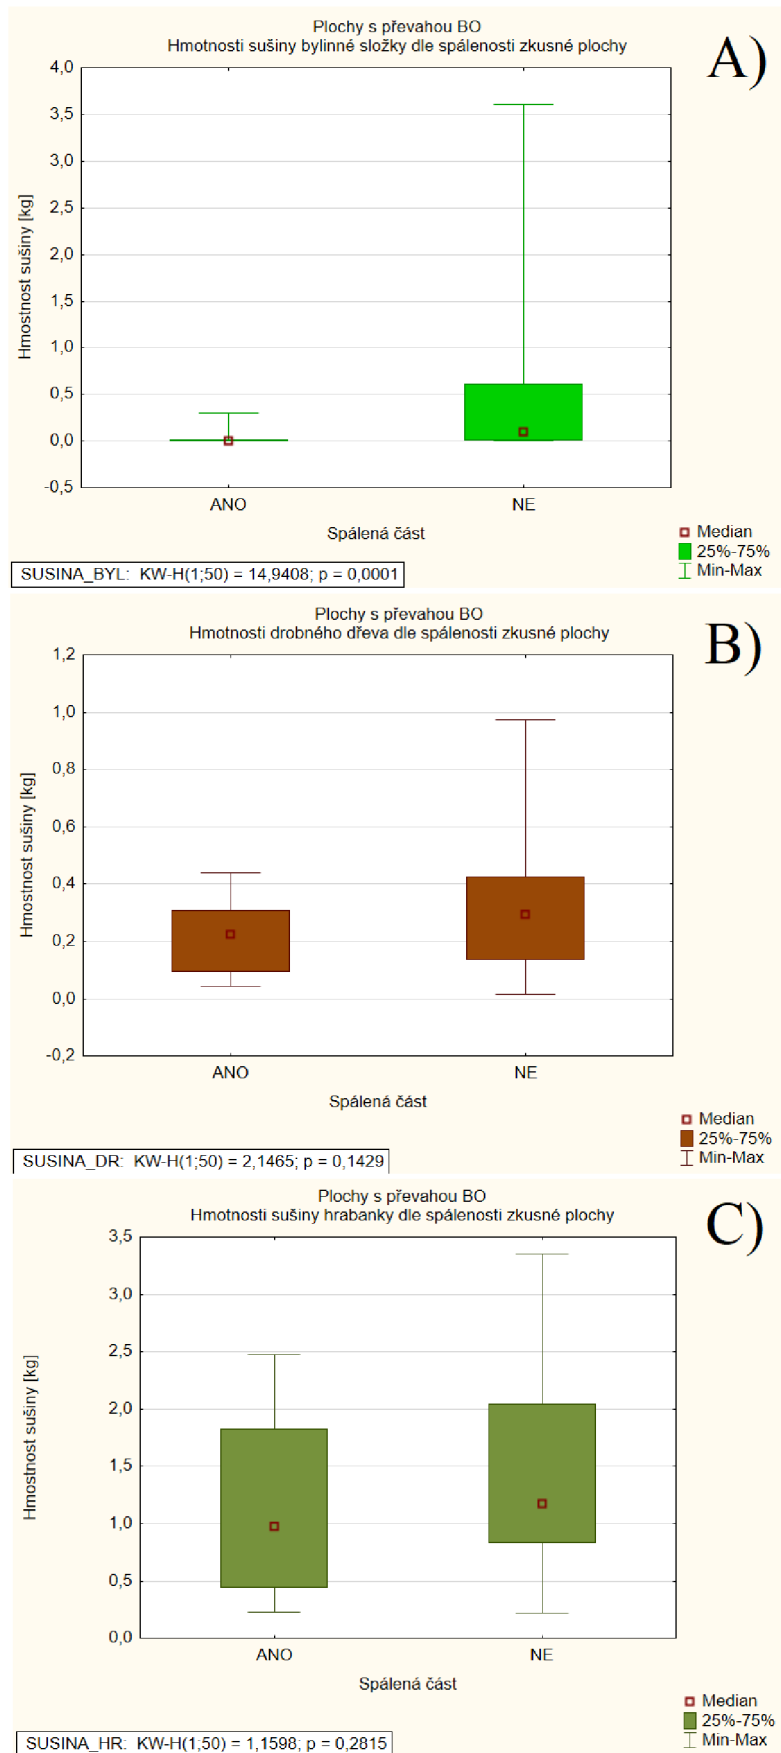 Plochy s převahou BO
Hmotnosti sušiny bylinné složky dle spálenosti zkusné plochy
A)
4,0
3,5
3,0
2,5
2,0
1,5
1,0
0,5
0,0
-0,5
Hmostnost sušiny [kg]
ANO
NE
Spálená část
Median
25%-75%
Min-Max
SUSINA_BYL: KW-H(1;50) = 14,9408; p = 0,0001
Plochy s převahou BO
Hmotnosti drobného dřeva dle spálenosti zkusné plochy
B)
1,2
1,0
0,8
0,6
0,4
0,2
0,0
-0,2
Hmostnost sušiny [kg]
ANO
NE
Spálená část
Median
25%-75%
Min-Max
SUSINA_DR: KW-H(1;50) = 2,1465; p = 0,1429
Plochy s převahou BO
Hmotnosti sušiny hrabanky dle spálenosti zkusné plochy
C)
3,5
3,0
2,5
2,0
1,5
1,0
0,5
0,0
Hmostnost sušiny [kg]
ANO
NE
Spálená část
Median
25%-75%
Min-Max
SUSINA_HR: KW-H(1;50) = 1,1598; p = 0,2815